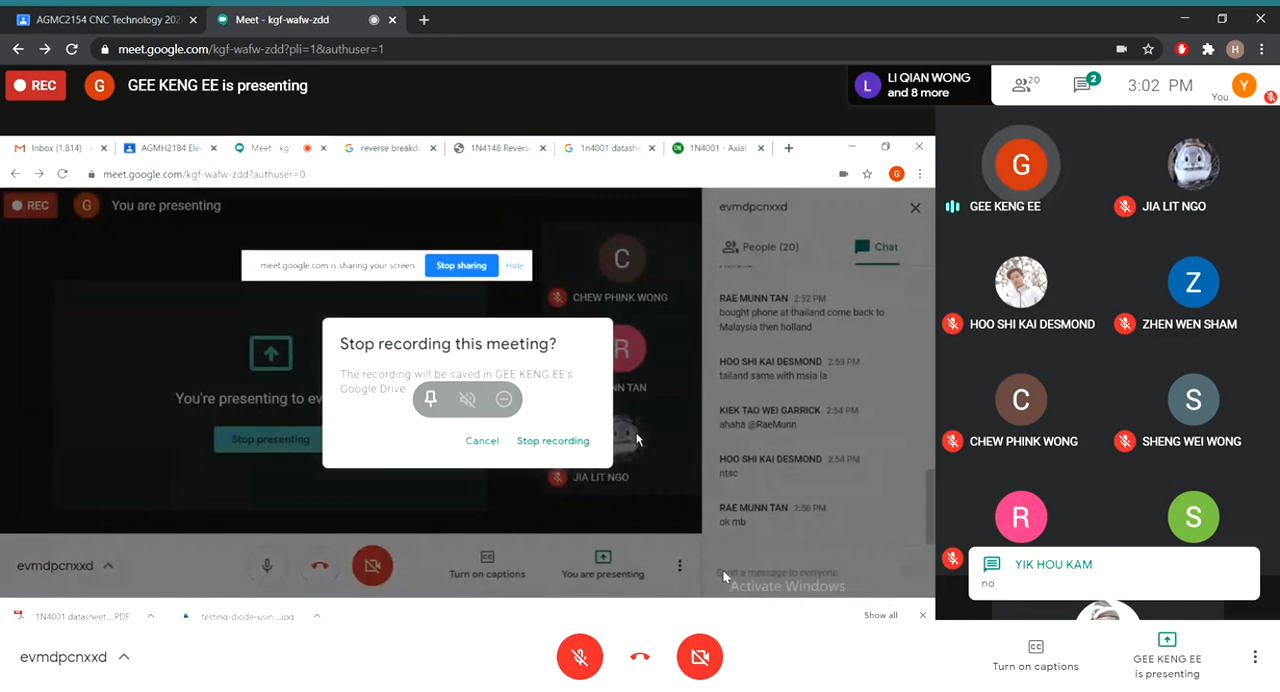 AGMC2154 CNC Technology 202
Meet - kgf-wafw-zdd
meet.google.com/kgf-wafw-zdd?pli=1&authuser=1
H
REC
G
GEE KENG EE is presenting
L
LI QIAN WONG
and 8 more
20
2
3:02 PM
You
Y
Inbox (1,814) -
AGMH2184 Ele
Meet - kg
reverse breakd
1N4148 Revers
1n4001 datash
1N4001 - Axial
meet.google.com/kgf-wafw-zdd?authuser=0
G
REC
G
You are presenting
evmdpcnxxd
People (20)
Chat
meet.google.com is sharing your screen
Stop sharing
Hide
C
CHEW PHINK WONG
Stop recording this meeting?
The recording will be saved in GEE KENG EE's
Google Drive.
Cancel
Stop recording
You're presenting to ev
Stop presenting
R
N TAN
JIA LIT NGO
RAE MUNN TAN 2:52 PM
bought phone at thailand come back to
Malaysia then holland
HOO SHI KAI DESMOND 2:53 PM
tailand same with msia la
KIEK TAO WEI GARRICK 2:54 PM
ahaha @RaeMunn
HOO SHI KAI DESMOND 2:54 PM
ntsc
RAE MUNN TAN 2:56 PM
ok mb
Send a message to everyone
Activate Windows
evmdpcnxxd
Turn on captions
You are presenting
1N4001 datasheet....PDF
testing-diode-usin....jpg
Show all
G
GEE KENG EE
JIA LIT NGO
HOO SHI KAI DESMOND
Z
ZHEN WEN SHAM
C
CHEW PHINK WONG
S
SHENG WEI WONG
R
S
YIK HOU KAM
no
evmdpcnxxd
Turn on captions
GEE KENG EE
is presenting